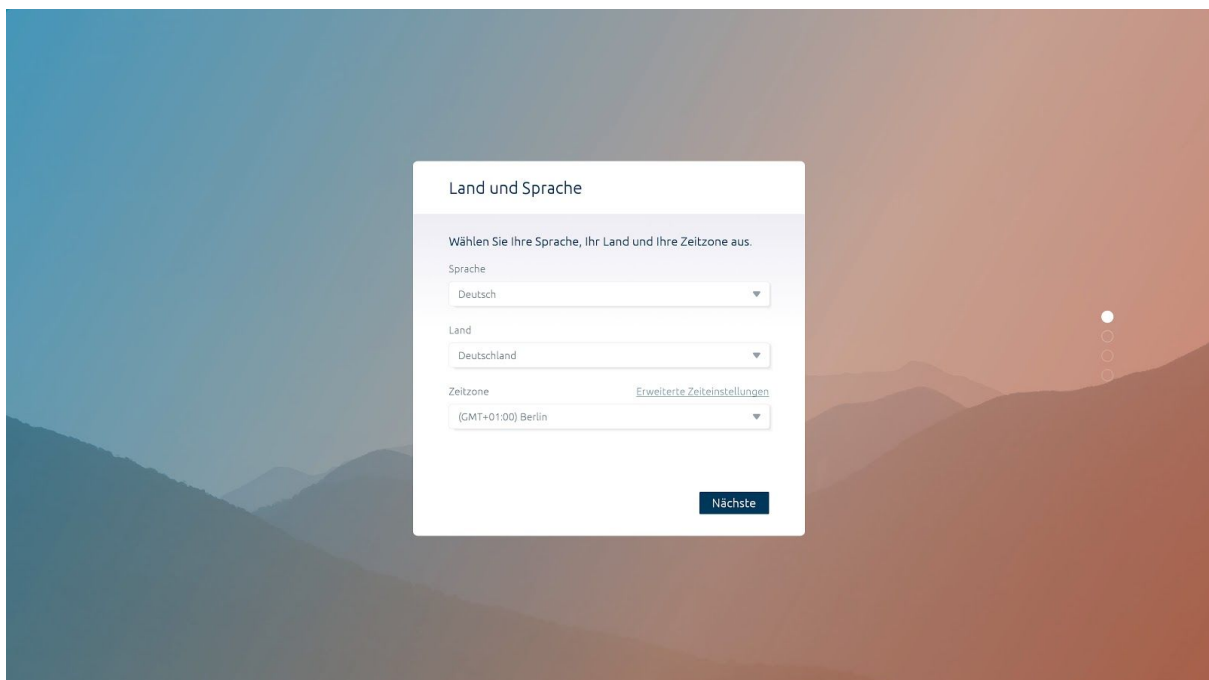 Land und Sprache
Wählen Sie Ihre Sprache, Ihr Land und Ihre Zeitzone aus.
Sprache
Deutsch
Land
Deutschland
Zeitzone Erweiterte Zeiteinstellungen
(GMT+01:00) Berlin
Nächste